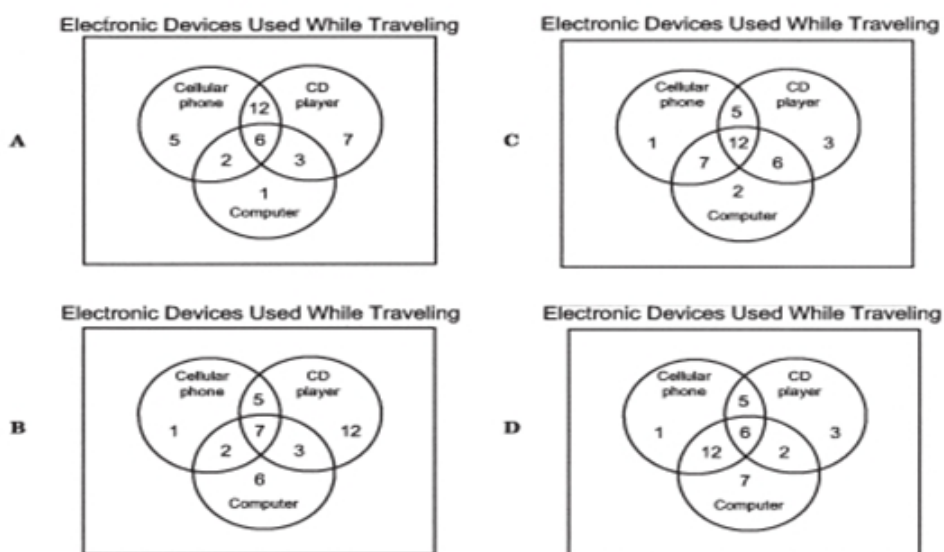 Electronic Devices Used While Traveling
A
Cellular
phone
CD
player
12
5
6
7
2
3
1
Computer
Electronic Devices Used While Traveling
C
Cellular
phone
CD
player
5
1
12
3
7
6
2
Computer
Electronic Devices Used While Traveling
B
Cellular
phone
CD
player
5
1
7
12
2
3
6
Computer
Electronic Devices Used While Traveling
D
Cellular
phone
CD
player
5
1
6
3
12
2
7
Computer